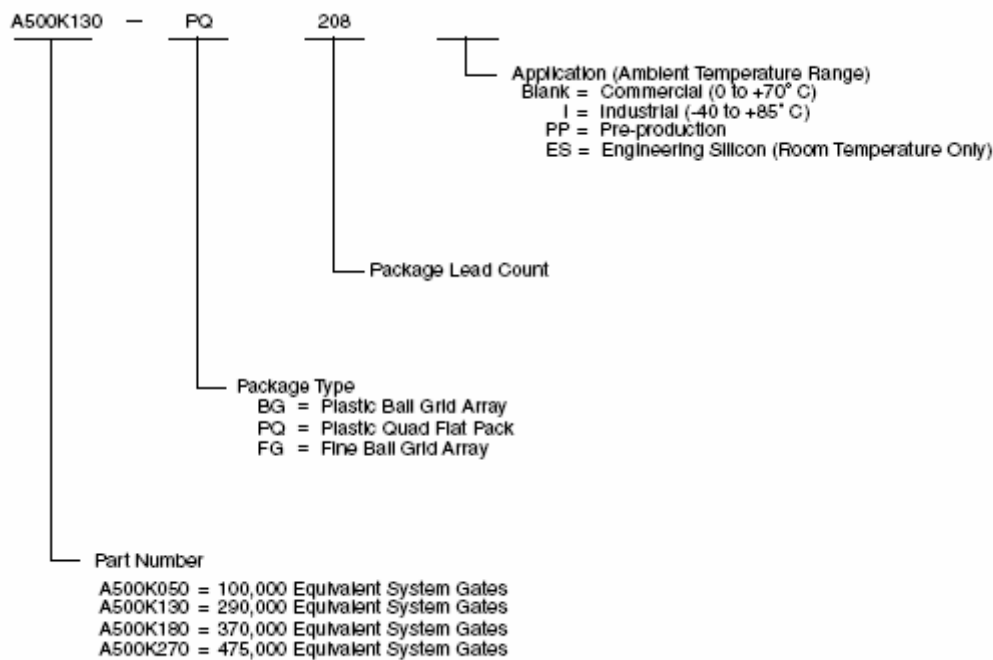 A500K130 – PQ 208
Application (Ambient Temperature Range)
Blank = Commercial (0 to +70° C)
I = Industrial (-40 to +85° C)
PP = Pre-production
ES = Engineering Silicon (Room Temperature Only)
Package Lead Count
Package Type
BG = Plastic Ball Grid Array
PQ = Plastic Quad Flat Pack
FG = Fine Ball Grid Array
Part Number
A500K050 = 100,000 Equivalent System Gates
A500K130 = 290,000 Equivalent System Gates
A500K180 = 370,000 Equivalent System Gates
A500K270 = 475,000 Equivalent System Gates